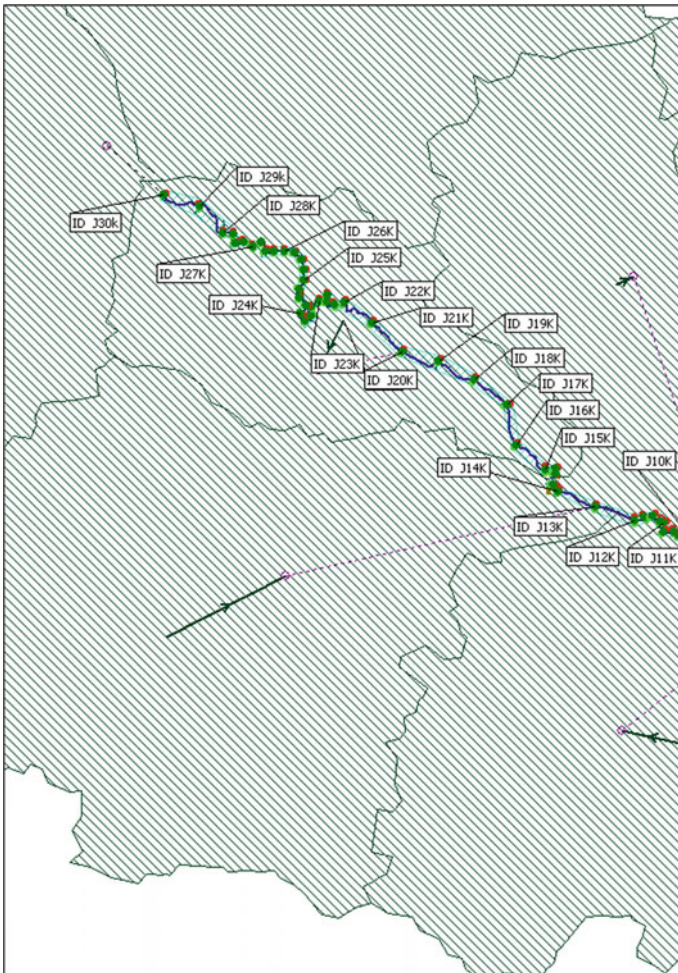 ID J29k
ID J28K
ID J30k
ID J26K
ID J25K
ID J27K
ID J22K
ID J24K
ID J21K
ID J19K
ID J23K
ID J18K
ID J20K
ID J17K
ID J16K
ID J15K
ID J10K
ID J14K
ID J13K
ID J12K
ID J11K